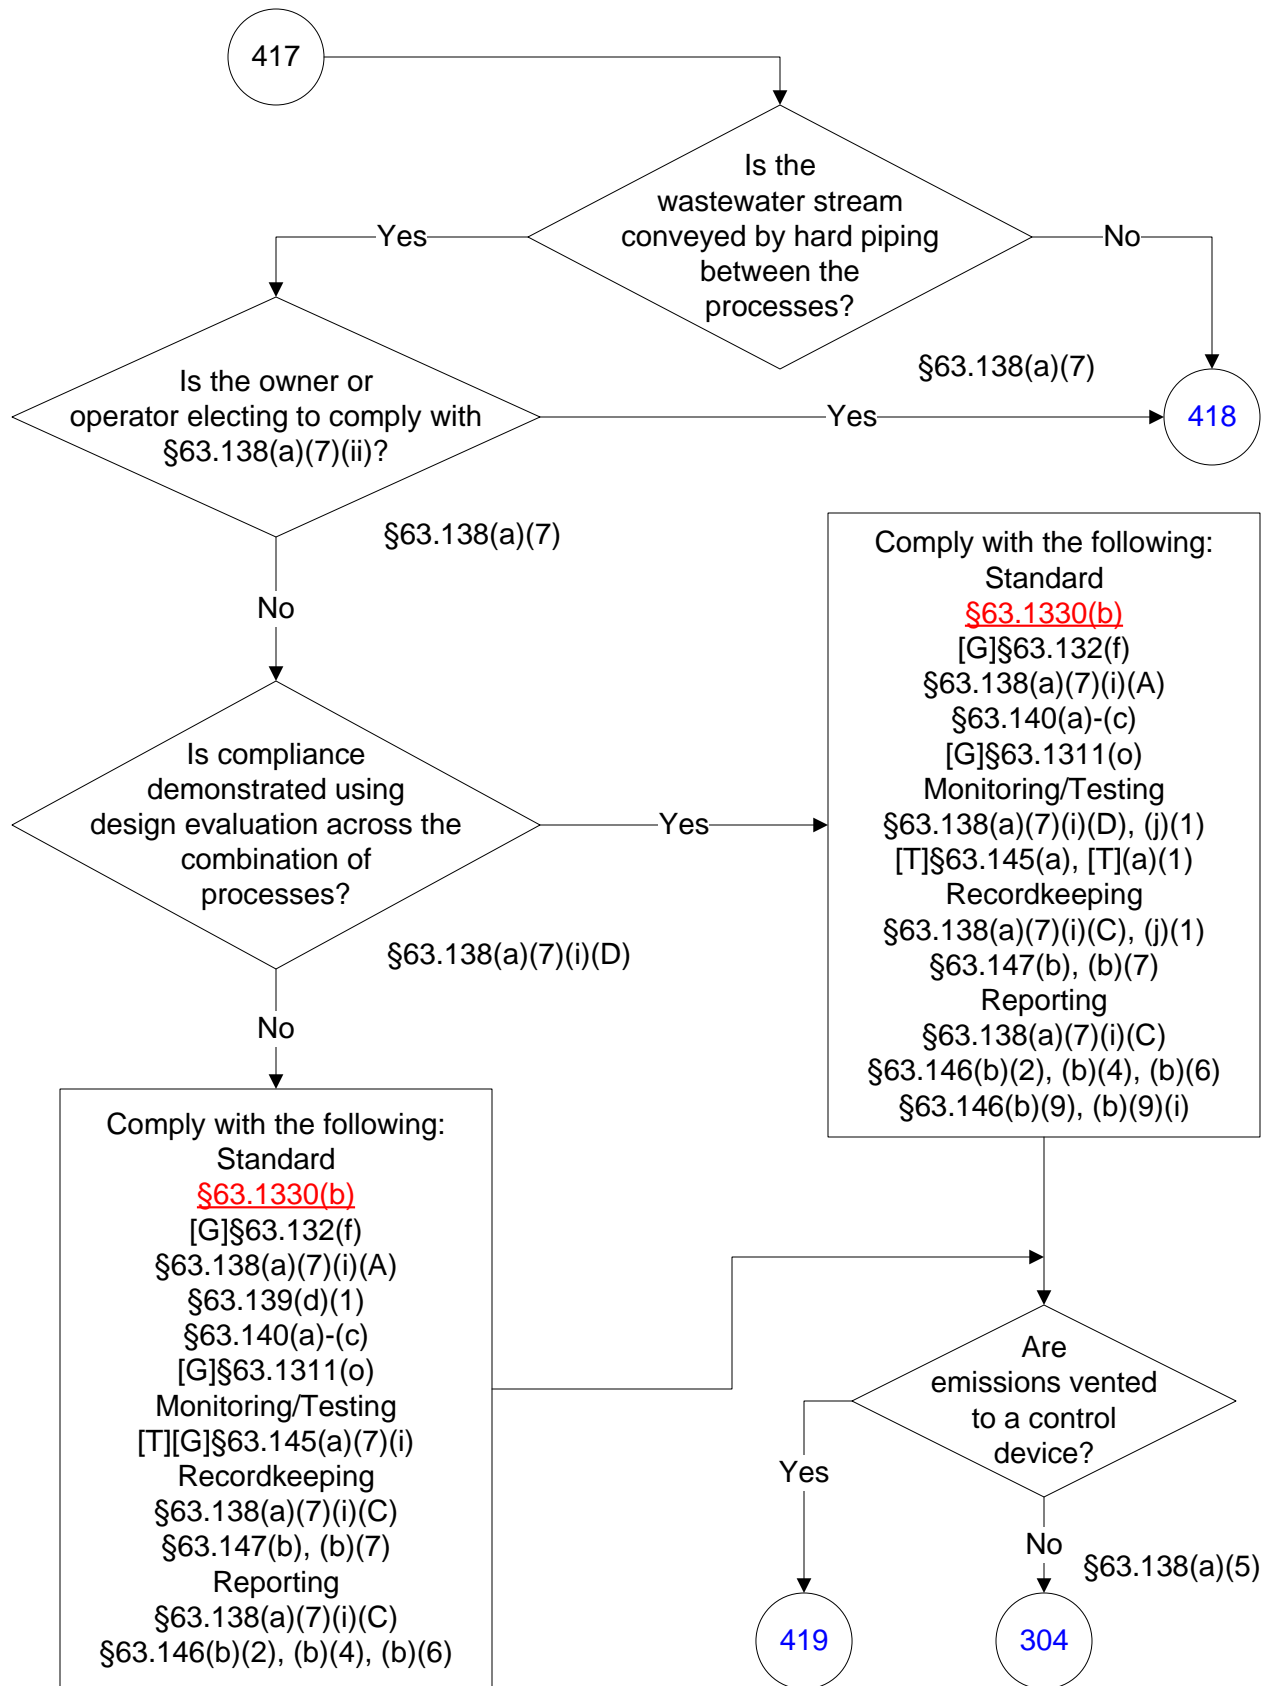 417
Is the
wastewater stream
conveyed by hard piping
between the
processes?
Yes
No
§63.138(a)(7)
418
Is the owner or
operator electing to comply with
§63.138(a)(7)(ii)?
Yes
§63.138(a)(7)
No
Is compliance
demonstrated using
design evaluation across the
combination of
processes?
Yes
§63.138(a)(7)(i)(D)
No
Comply with the following:
Standard
§63.1330(b)
[G]§63.132(f)
§63.138(a)(7)(i)(A)
§63.140(a)-(c)
[G]§63.1311(o)
Monitoring/Testing
§63.138(a)(7)(i)(D), (j)(1)
[T]§63.145(a), [T](a)(1)
Recordkeeping
§63.138(a)(7)(i)(C), (j)(1)
§63.147(b), (b)(7)
Reporting
§63.138(a)(7)(i)(C)
§63.146(b)(2), (b)(4), (b)(6)
§63.146(b)(9), (b)(9)(i)
Comply with the following:
Standard
§63.1330(b)
[G]§63.132(f)
§63.138(a)(7)(i)(A)
§63.139(d)(1)
§63.140(a)-(c)
[G]§63.1311(o)
Monitoring/Testing
[T][G]§63.145(a)(7)(i)
Recordkeeping
§63.138(a)(7)(i)(C)
§63.147(b), (b)(7)
Reporting
§63.138(a)(7)(i)(C)
§63.146(b)(2), (b)(4), (b)(6)
Are
emissions vented
to a control
device?
Yes
No
§63.138(a)(5)
419
304